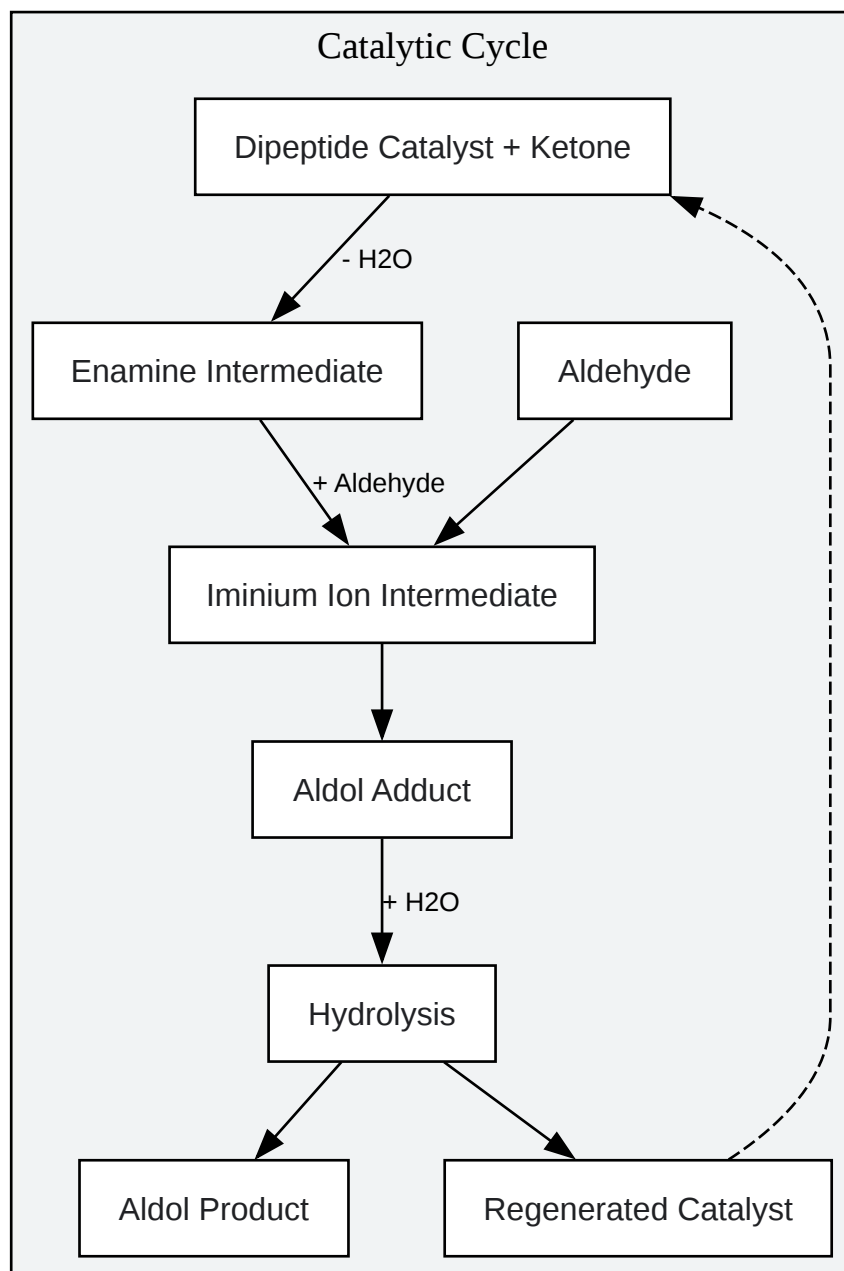 Catalytic Cycle
Dipeptide Catalyst + Ketone
- H2O
Enamine Intermediate
Aldehyde
+ Aldehyde
Iminium Ion Intermediate
Aldol Adduct
+ H2O
Hydrolysis
Aldol Product
Regenerated Catalyst